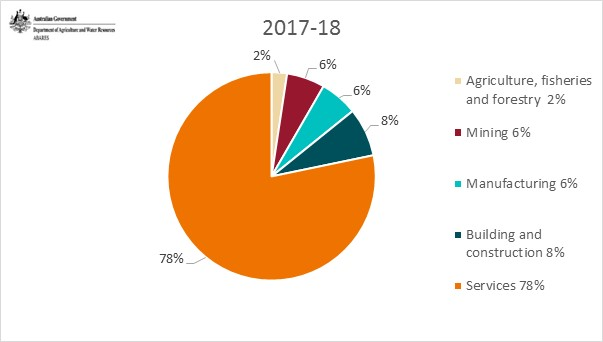 Australian Government
Department of Agriculture and Water Resources
ABARES
2017-18
2%
6%
6%
8%
78%
Agriculture, fisheries
and forestry 2%
Mining 6%
Manufacturing 6%
Building and
construction 8%
Services 78%